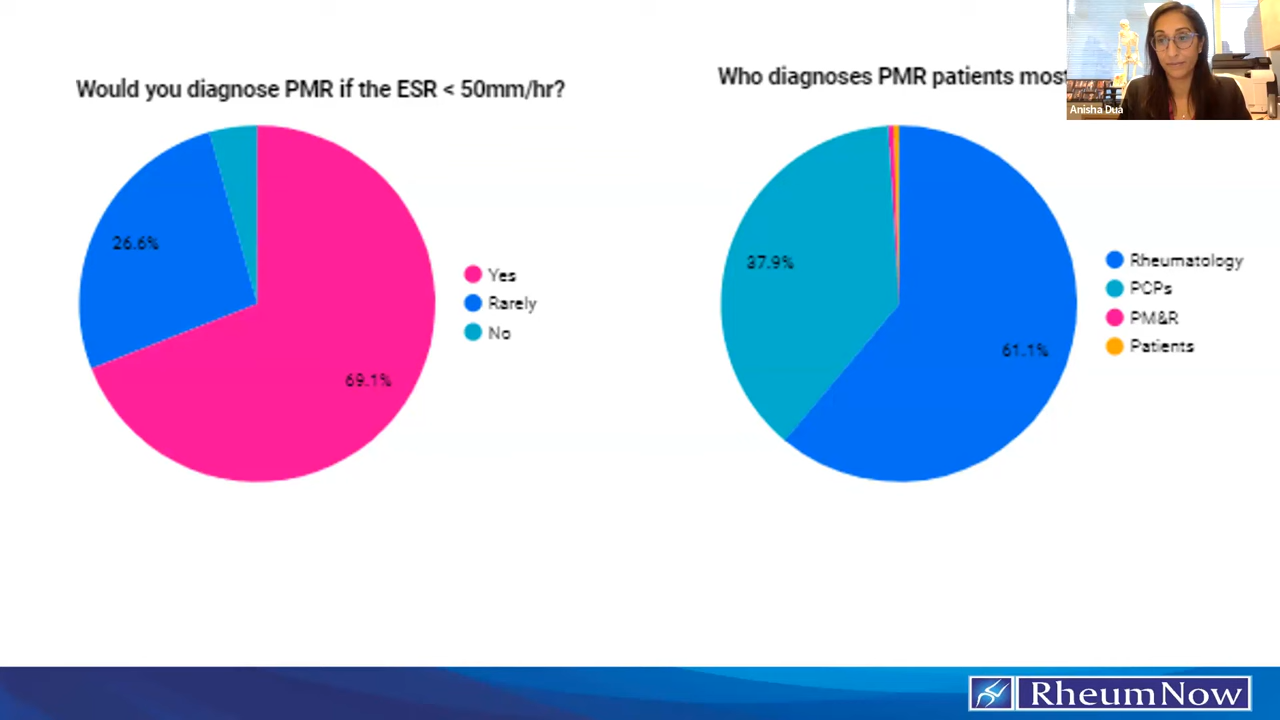 Would you diagnose PMR if the ESR < 50mm/hr?
26.6%
69.1%
Yes
Rarely
No
Who diagnoses PMR patients most
37.9%
61.1%
Rheumatology
PCPs
PM&R
Patients
Anisha Dua
RheumNow